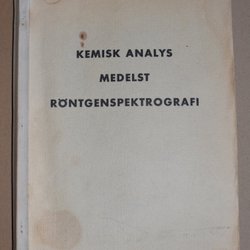 KEMISK ANALYS
MEDELST
RÖNTGENSPEKTROGRAFI